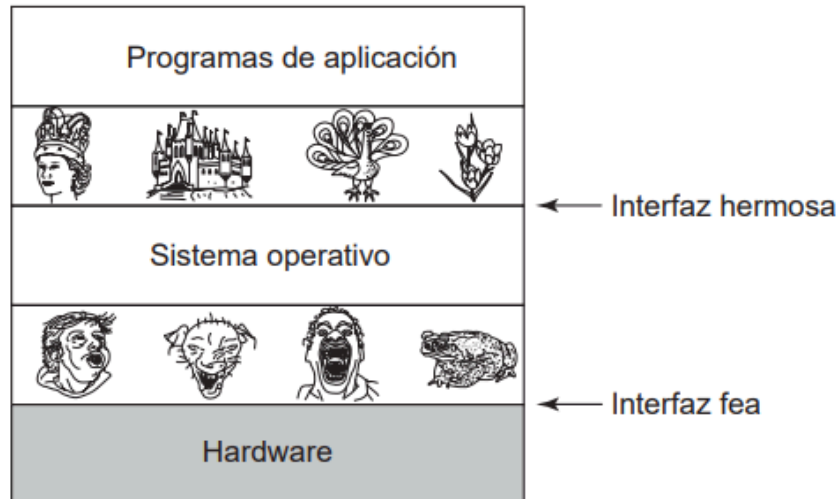 Programas de aplicación
Interfaz hermosa
Sistema operativo
Interfaz fea
Hardware